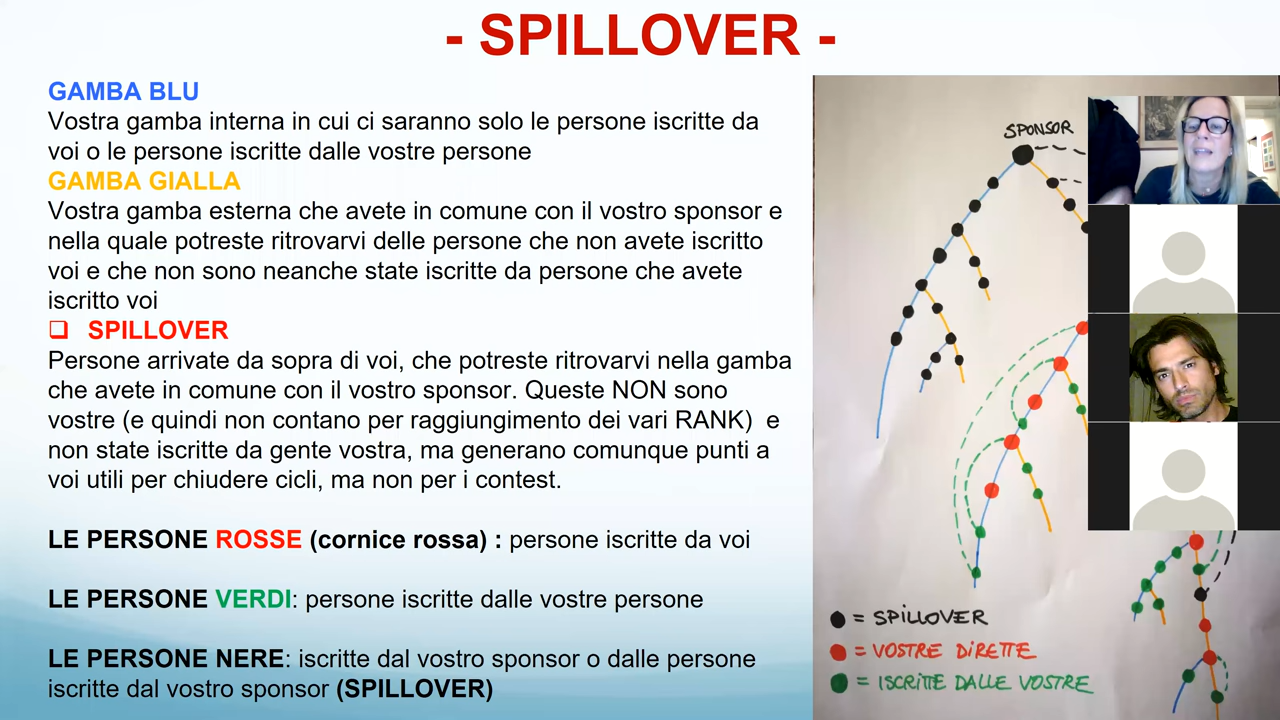 - SPILLOVER -
GAMBA BLU
Vostra gamba interna in cui ci saranno solo le persone iscritte da
voi o le persone iscritte dalle vostre persone
GAMBA GIALLA
Vostra gamba esterna che avete in comune con il vostro sponsor e
nella quale potreste ritrovarvi delle persone che non avete iscritto
voi e che non sono neanche state iscritte da persone che avete
iscritto voi
❑ SPILLOVER
Persone arrivate da sopra di voi, che potreste ritrovarvi nella gamba
che avete in comune con il vostro sponsor. Queste NON sono
vostre (e quindi non contano per raggiungimento dei vari RANK) e
non state iscritte da gente vostra, ma generano comunque punti a
voi utili per chiudere cicli, ma non per i contest.
LE PERSONE ROSSE (cornice rossa) : persone iscritte da voi
LE PERSONE VERDI: persone iscritte dalle vostre persone
LE PERSONE NERE: iscritte dal vostro sponsor o dalle persone
iscritte dal vostro sponsor (SPILLOVER)
SPONSOR
= SPILLOVER
= VOSTRE DIRETTE
= ISCRITTE DALLE VOSTRE